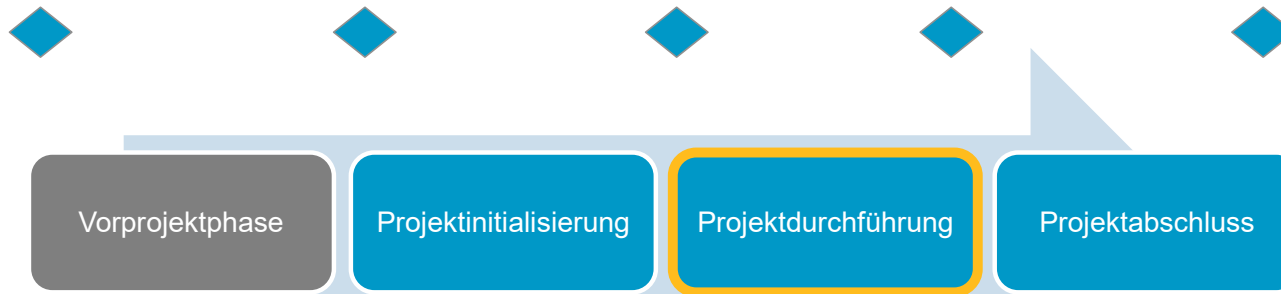 Vorprojektphase
Projektinitialisierung
Projektdurchführung
Projektabschluss